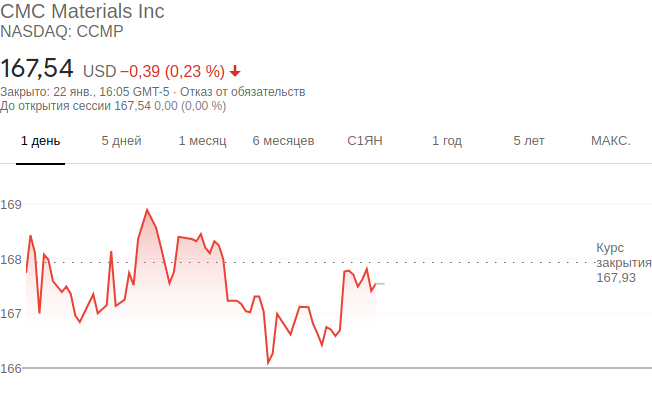 CMC Materials Inc
NASDAQ: CCMP
167,54 USD −0,39 (0,23 %)
Закрыто: 22 янв., 16:05 GMT-5 · Отказ от обязательств
До открытия сессии 167,54 0,00 (0,00 %)
1 день 5 дней 1 месяц 6 месяцев С1ЯН 1 год 5 лет МАКС.
169
168
167
166
Курс
закрытия
167,93